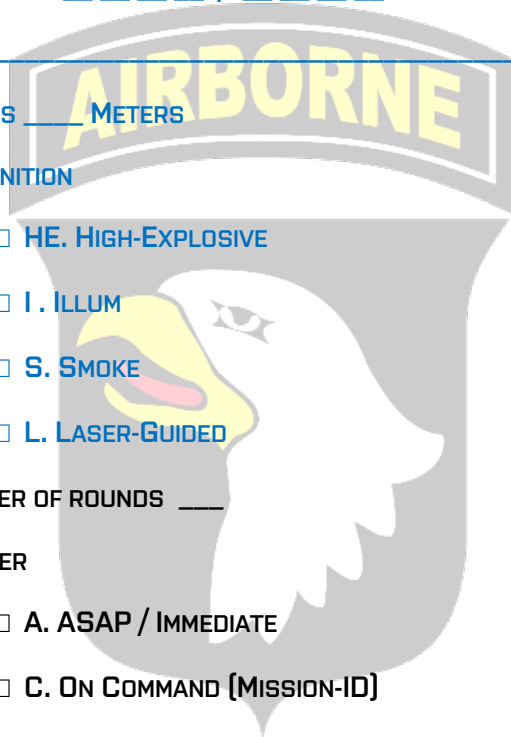 AIRBORNE
S ____ METERS
NITION
☐ HE. HIGH-EXPLOSIVE
☐ I . ILLUM
☐ S. SMOKE
☐ L. LASER-GUIDED
ER OF ROUNDS ___
ER
☐ A. ASAP / IMMEDIATE
☐ C. ON COMMAND (MISSION-ID)